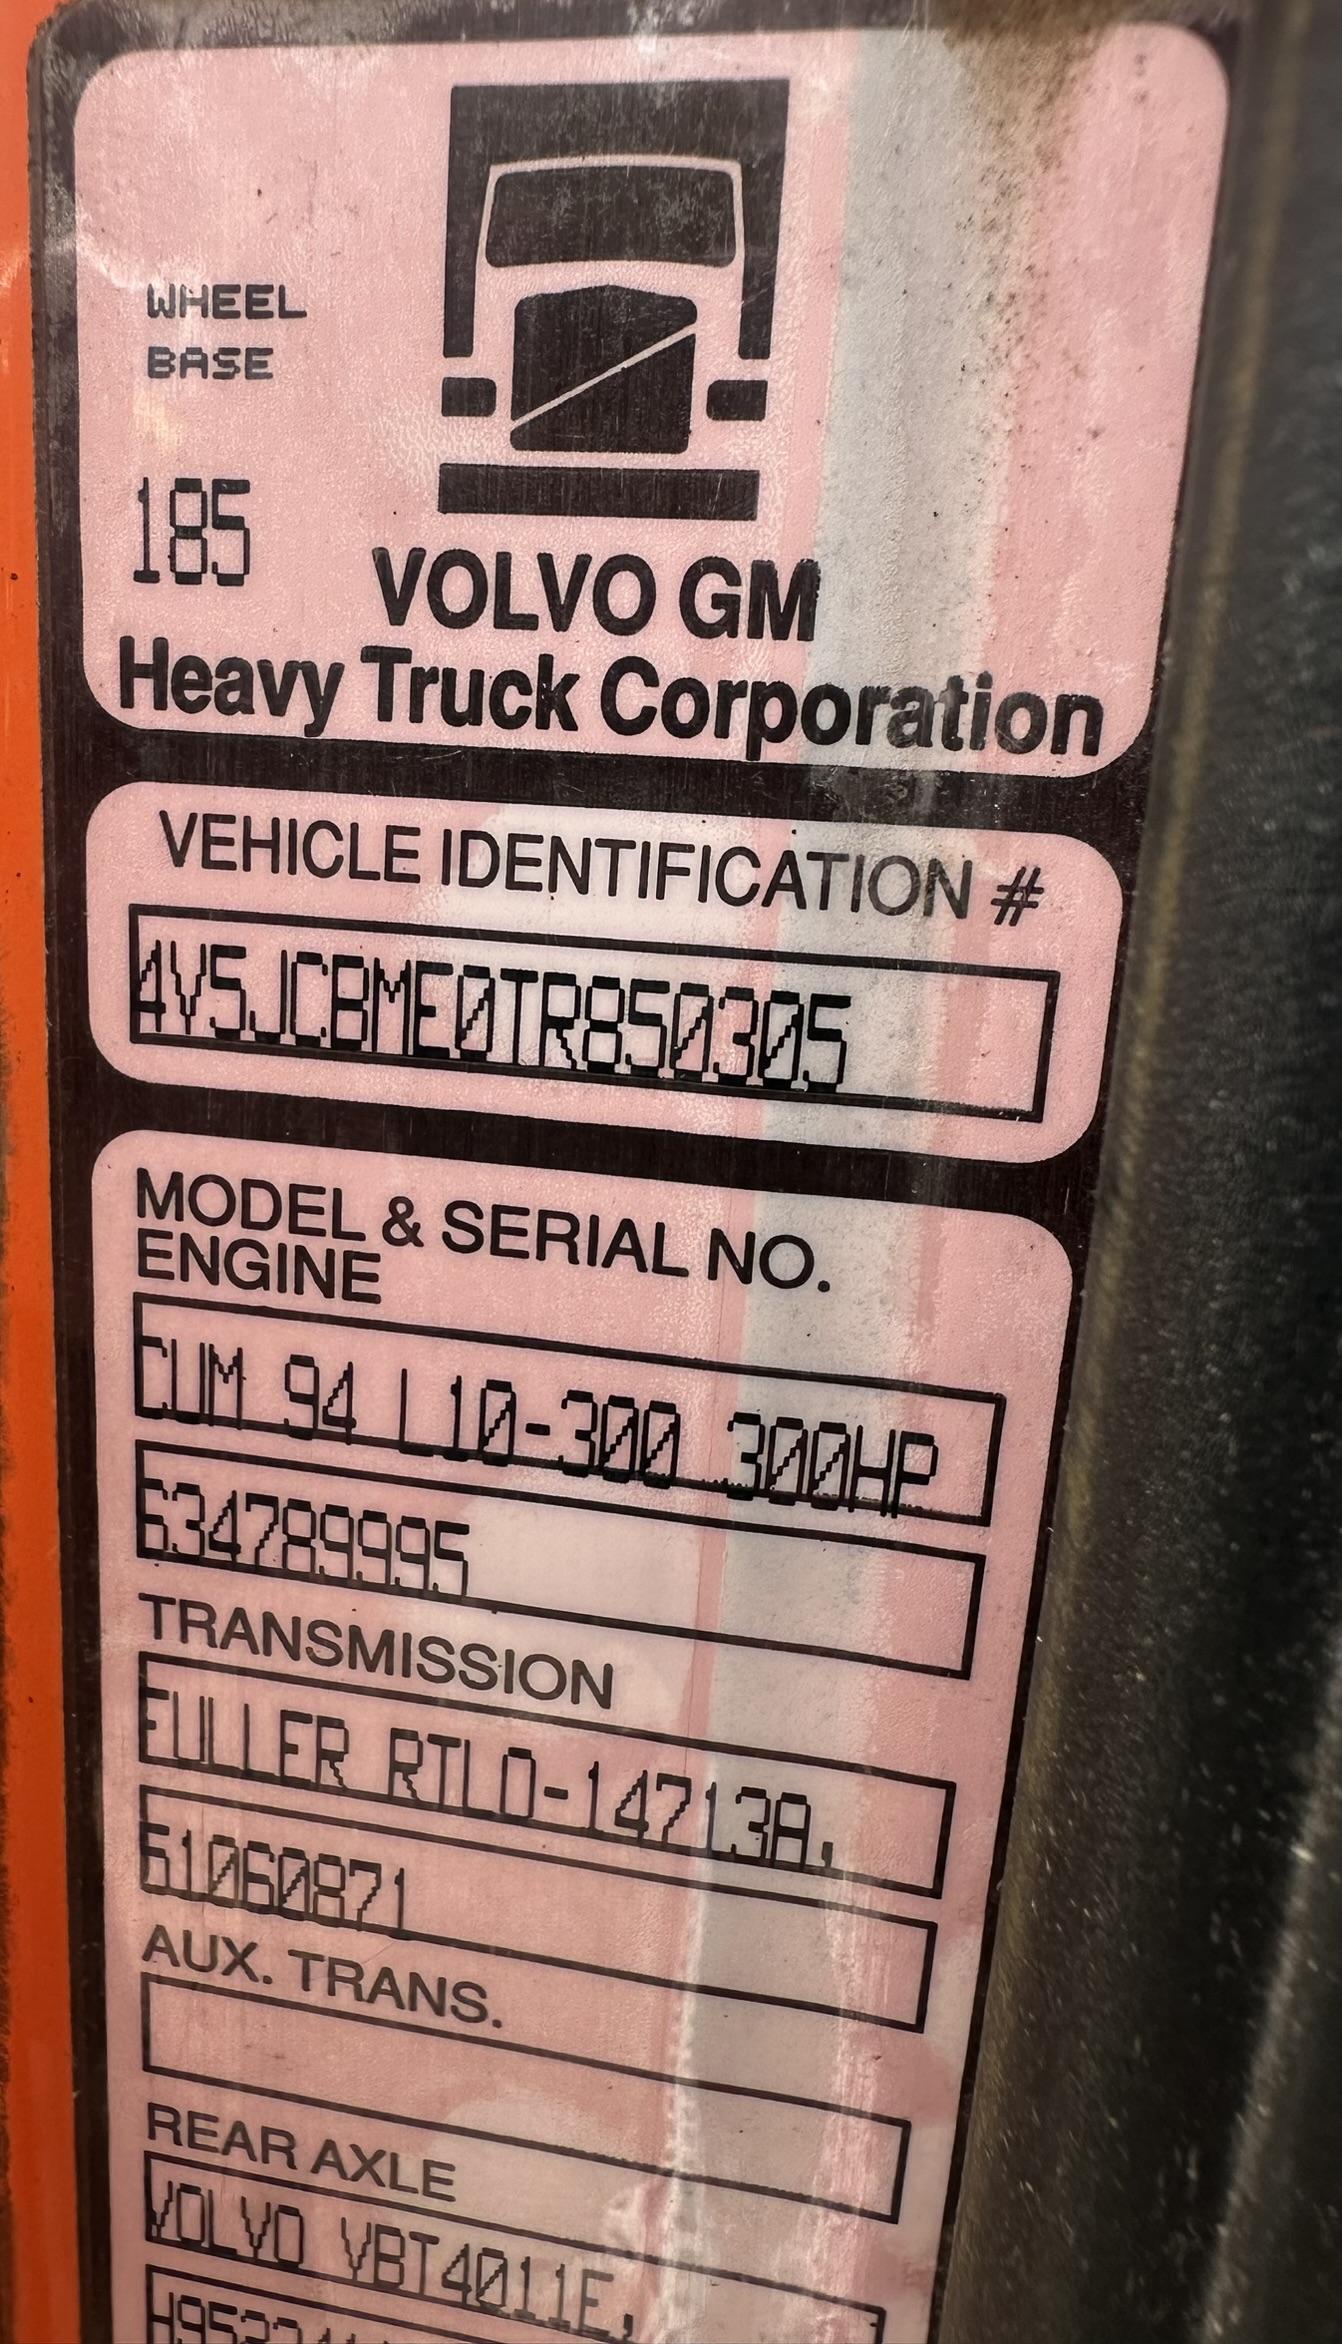 WHEEL
BASE
185
VOLVO GM
Heavy Truck Corporation
VEHICLE IDENTIFICATION #
4V5JCBME0TR850305
MODEL & SERIAL NO.
ENGINE
CUM 94 L10-300 300HP
634789995
TRANSMISSION
FULLER RTLO-14713A,
61060871
AUX. TRANS.
REAR AXLE
VOLVO VBT4011E,